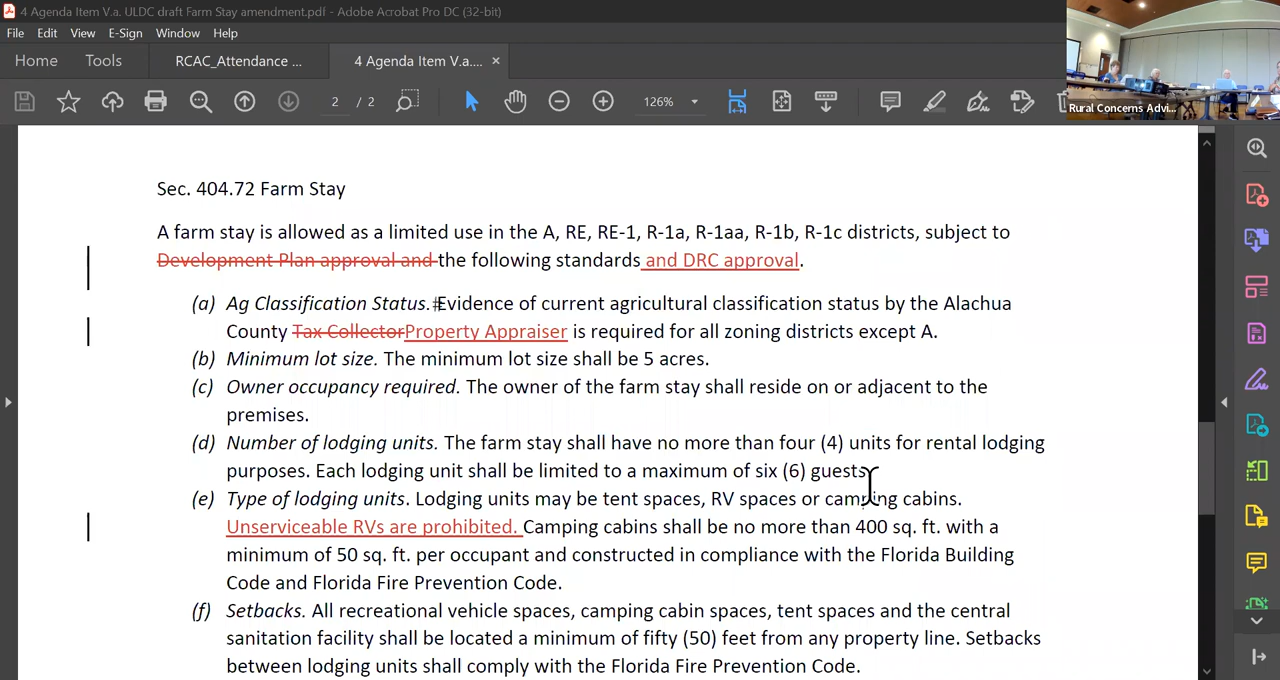 4 Agenda Item V.a. ULDC draft Farm Stay amendment.pdf - Adobe Acrobat Pro DC (32-bit)
File Edit View E-Sign Window Help
Home Tools RCAC_Attendance ... 4 Agenda Item V.a.... ×
2 / 2 126%
Rural Concerns Advi...
Sec. 404.72 Farm Stay
A farm stay is allowed as a limited use in the A, RE, RE-1, R-1a, R-1aa, R-1b, R-1c districts, subject to
Development Plan approval and the following standards and DRC approval.
(a) Ag Classification Status. Evidence of current agricultural classification status by the Alachua
County Tax CollectorProperty Appraiser is required for all zoning districts except A.
(b) Minimum lot size. The minimum lot size shall be 5 acres.
(c) Owner occupancy required. The owner of the farm stay shall reside on or adjacent to the
premises.
(d) Number of lodging units. The farm stay shall have no more than four (4) units for rental lodging
purposes. Each lodging unit shall be limited to a maximum of six (6) guests.
(e) Type of lodging units. Lodging units may be tent spaces, RV spaces or camping cabins.
Unserviceable RVs are prohibited. Camping cabins shall be no more than 400 sq. ft. with a
minimum of 50 sq. ft. per occupant and constructed in compliance with the Florida Building
Code and Florida Fire Prevention Code.
(f) Setbacks. All recreational vehicle spaces, camping cabin spaces, tent spaces and the central
sanitation facility shall be located a minimum of fifty (50) feet from any property line. Setbacks
between lodging units shall comply with the Florida Fire Prevention Code.